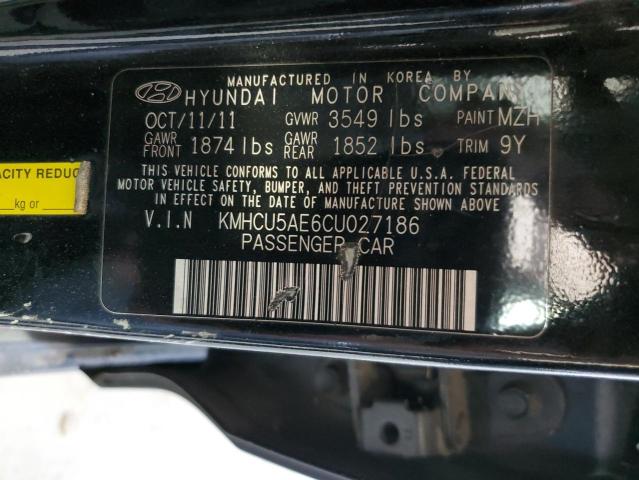 MANUFACTURED IN KOREA BY
HYUNDAI MOTOR COMPANY
OCT/11/11 GVWR 3549 lbs PAINT MZH
GAWR FRONT 1874 lbs GAWR REAR 1852 lbs TRIM 9Y
THIS VEHICLE CONFORMS TO ALL APPLICABLE U.S.A. FEDERAL
MOTOR VEHICLE SAFETY, BUMPER, AND THEFT PREVENTION STANDARDS
IN EFFECT ON THE DATE OF MANUFACTURE SHOWN ABOVE.
V.I.N KMHCU5AE6CU027186
PASSENGER CAR
ACITY REDUC
kg or